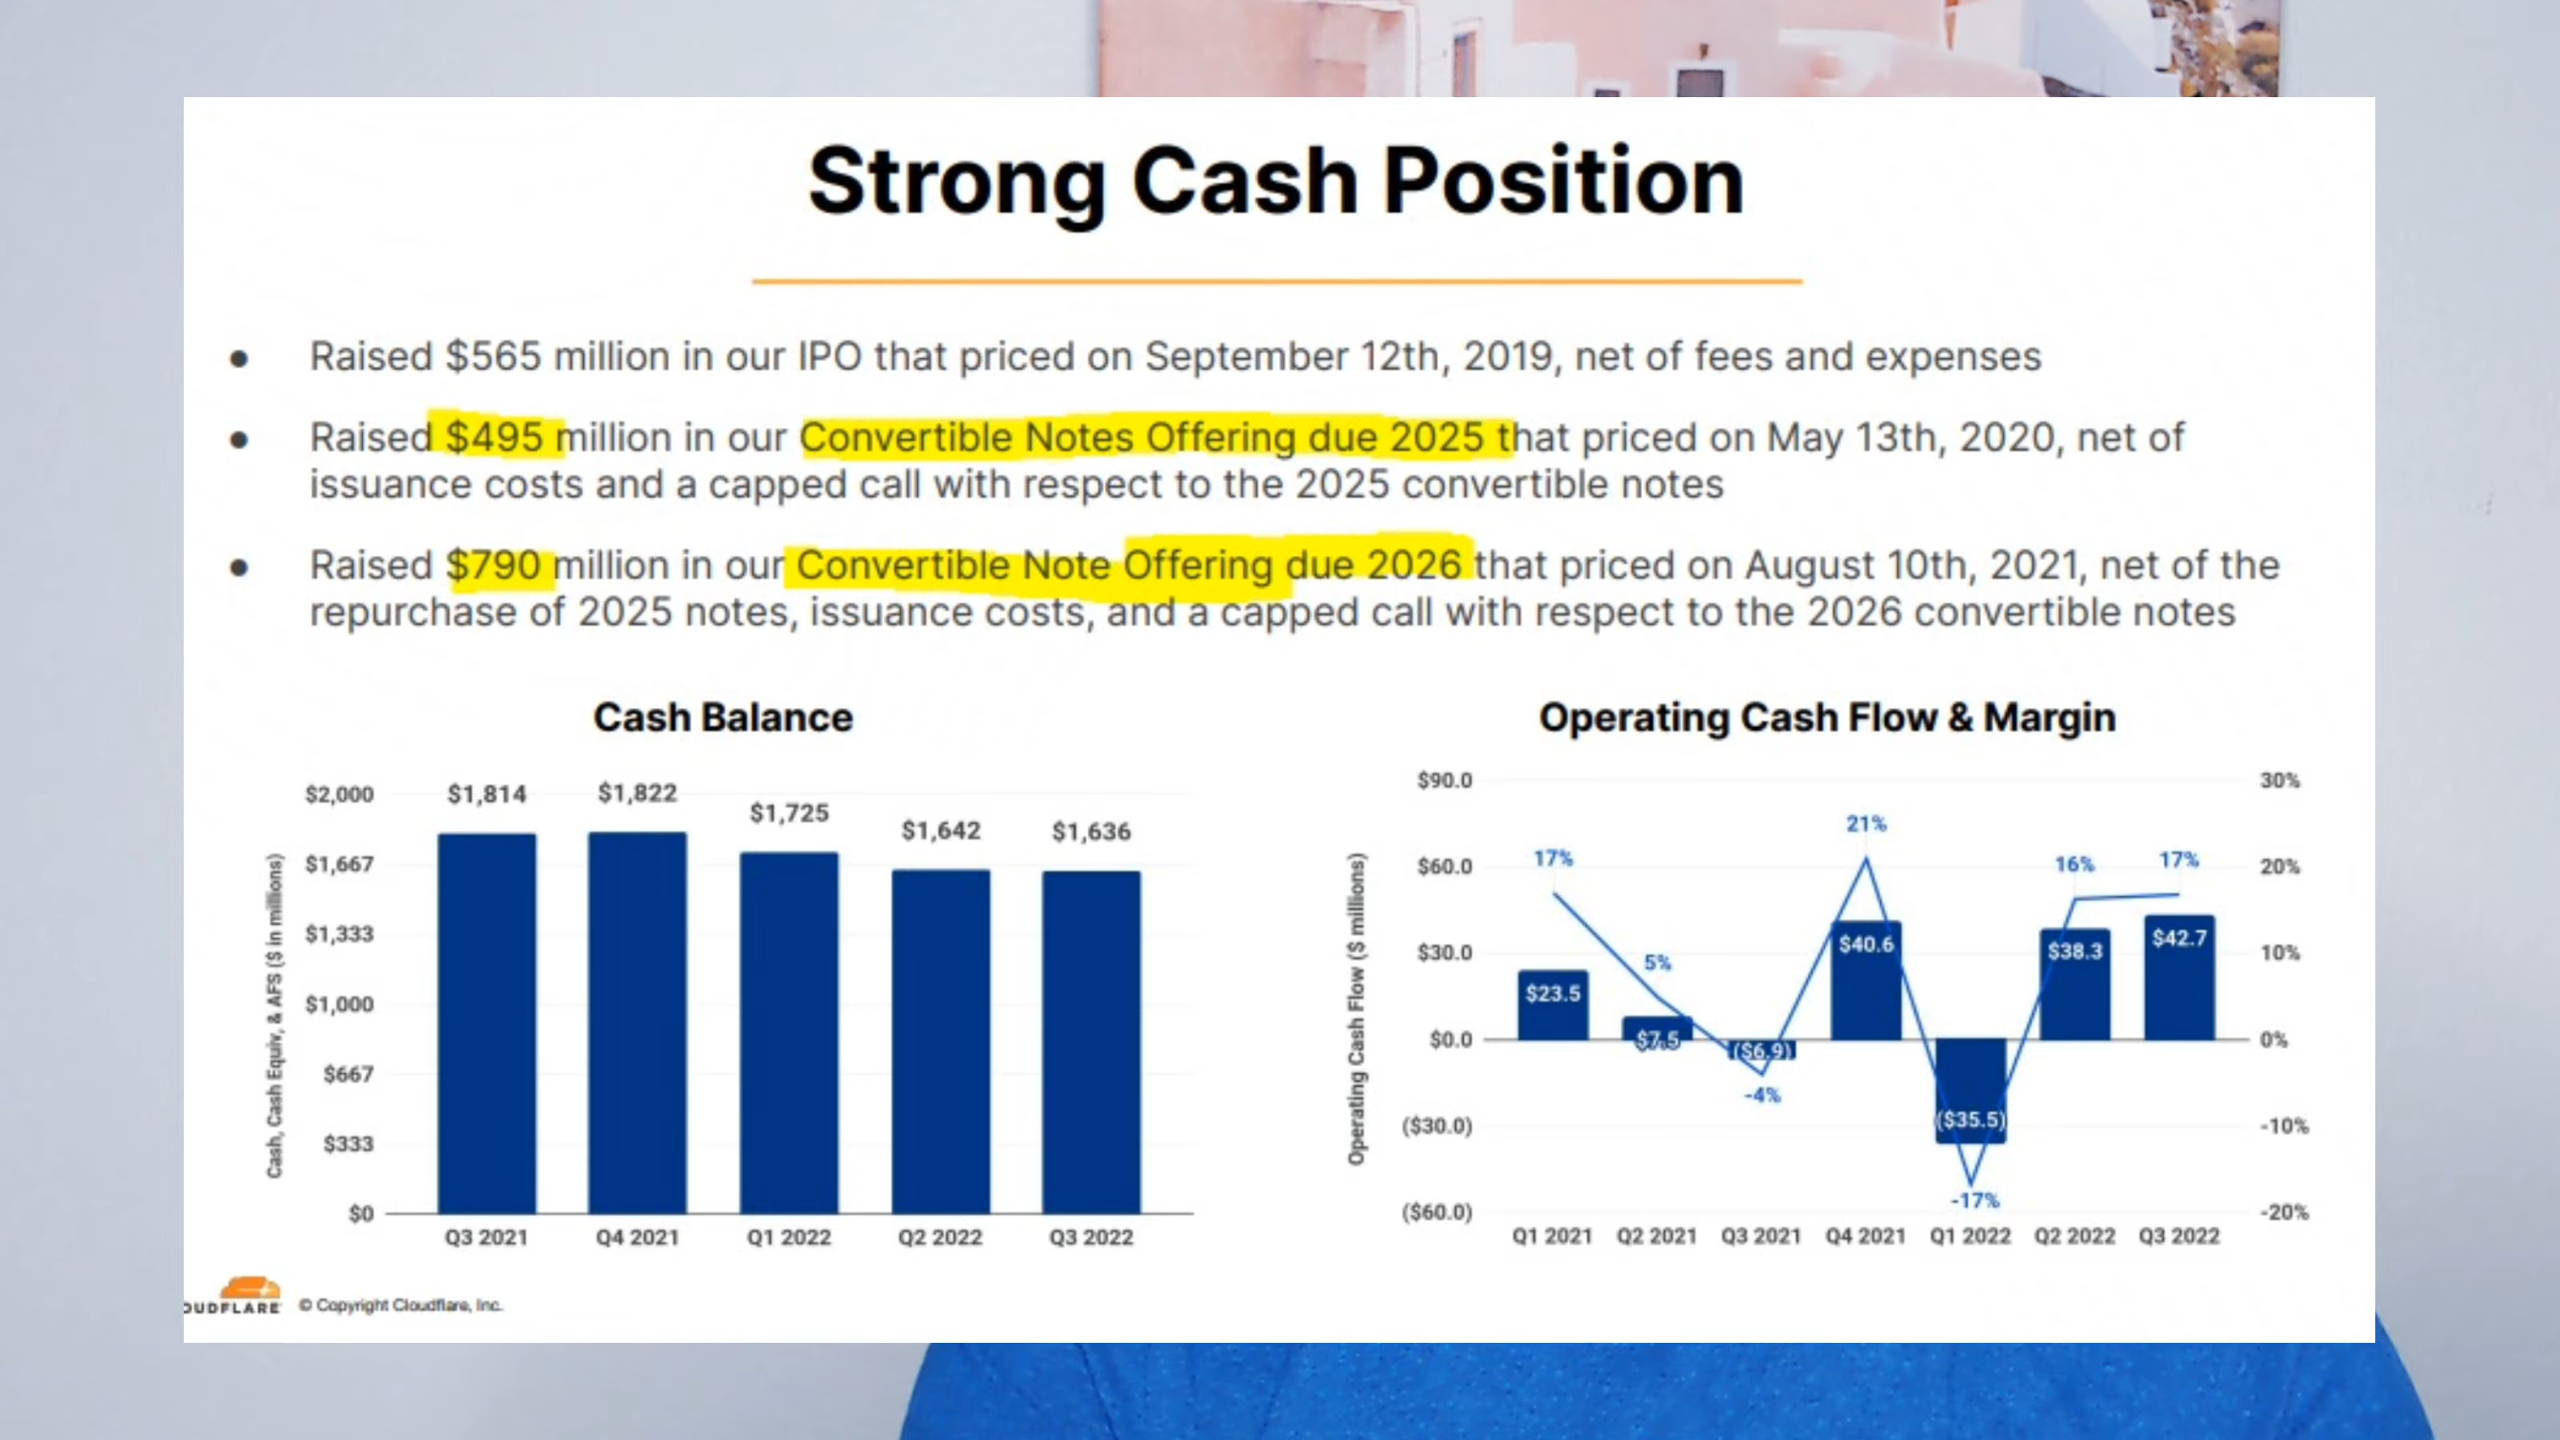 Strong Cash Position
● Raised $565 million in our IPO that priced on September 12th, 2019, net of fees and expenses
● Raised $495 million in our Convertible Notes Offering due 2025 that priced on May 13th, 2020, net of
issuance costs and a capped call with respect to the 2025 convertible notes
● Raised $790 million in our Convertible Note Offering due 2026 that priced on August 10th, 2021, net of the
repurchase of 2025 notes, issuance costs, and a capped call with respect to the 2026 convertible notes
Cash Balance
Cash, Cash Equiv, & AFS ($ in millions)
$2,000
$1,667
$1,333
$1,000
$667
$333
$0
$1,814
$1,822
$1,725
$1,642
$1,636
Q3 2021 Q4 2021 Q1 2022 Q2 2022 Q3 2022
Operating Cash Flow & Margin
Operating Cash Flow ($ millions)
$90.0
$60.0
$30.0
$0.0
($30.0)
($60.0)
17%
5%
-4%
21%
-17%
16%
17%
$23.5
$7.5
($6.9)
$40.6
($35.5)
$38.3
$42.7
30%
20%
10%
0%
-10%
-20%
Q1 2021 Q2 2021 Q3 2021 Q4 2021 Q1 2022 Q2 2022 Q3 2022
OUDFLARE
© Copyright Cloudflare, Inc.